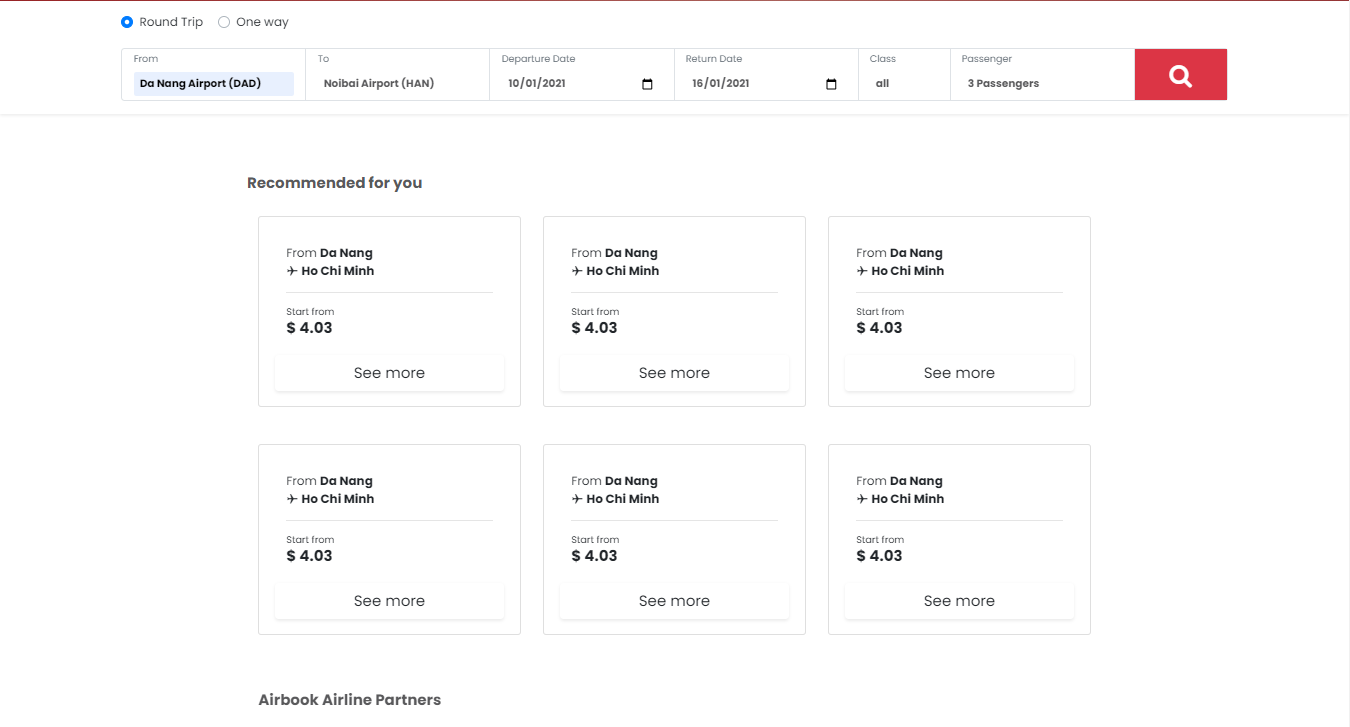 Round Trip One way
From To Departure Date Return Date Class Passenger
Da Nang Airport (DAD) Noibai Airport (HAN) 10/01/2021 16/01/2021 all 3 Passengers
Recommended for you
From Da Nang From Da Nang From Da Nang
✈ Ho Chi Minh ✈ Ho Chi Minh ✈ Ho Chi Minh
Start from Start from Start from
$ 4.03 $ 4.03 $ 4.03
See more See more See more
From Da Nang From Da Nang From Da Nang
✈ Ho Chi Minh ✈ Ho Chi Minh ✈ Ho Chi Minh
Start from Start from Start from
$ 4.03 $ 4.03 $ 4.03
See more See more See more
Airbook Airline Partners